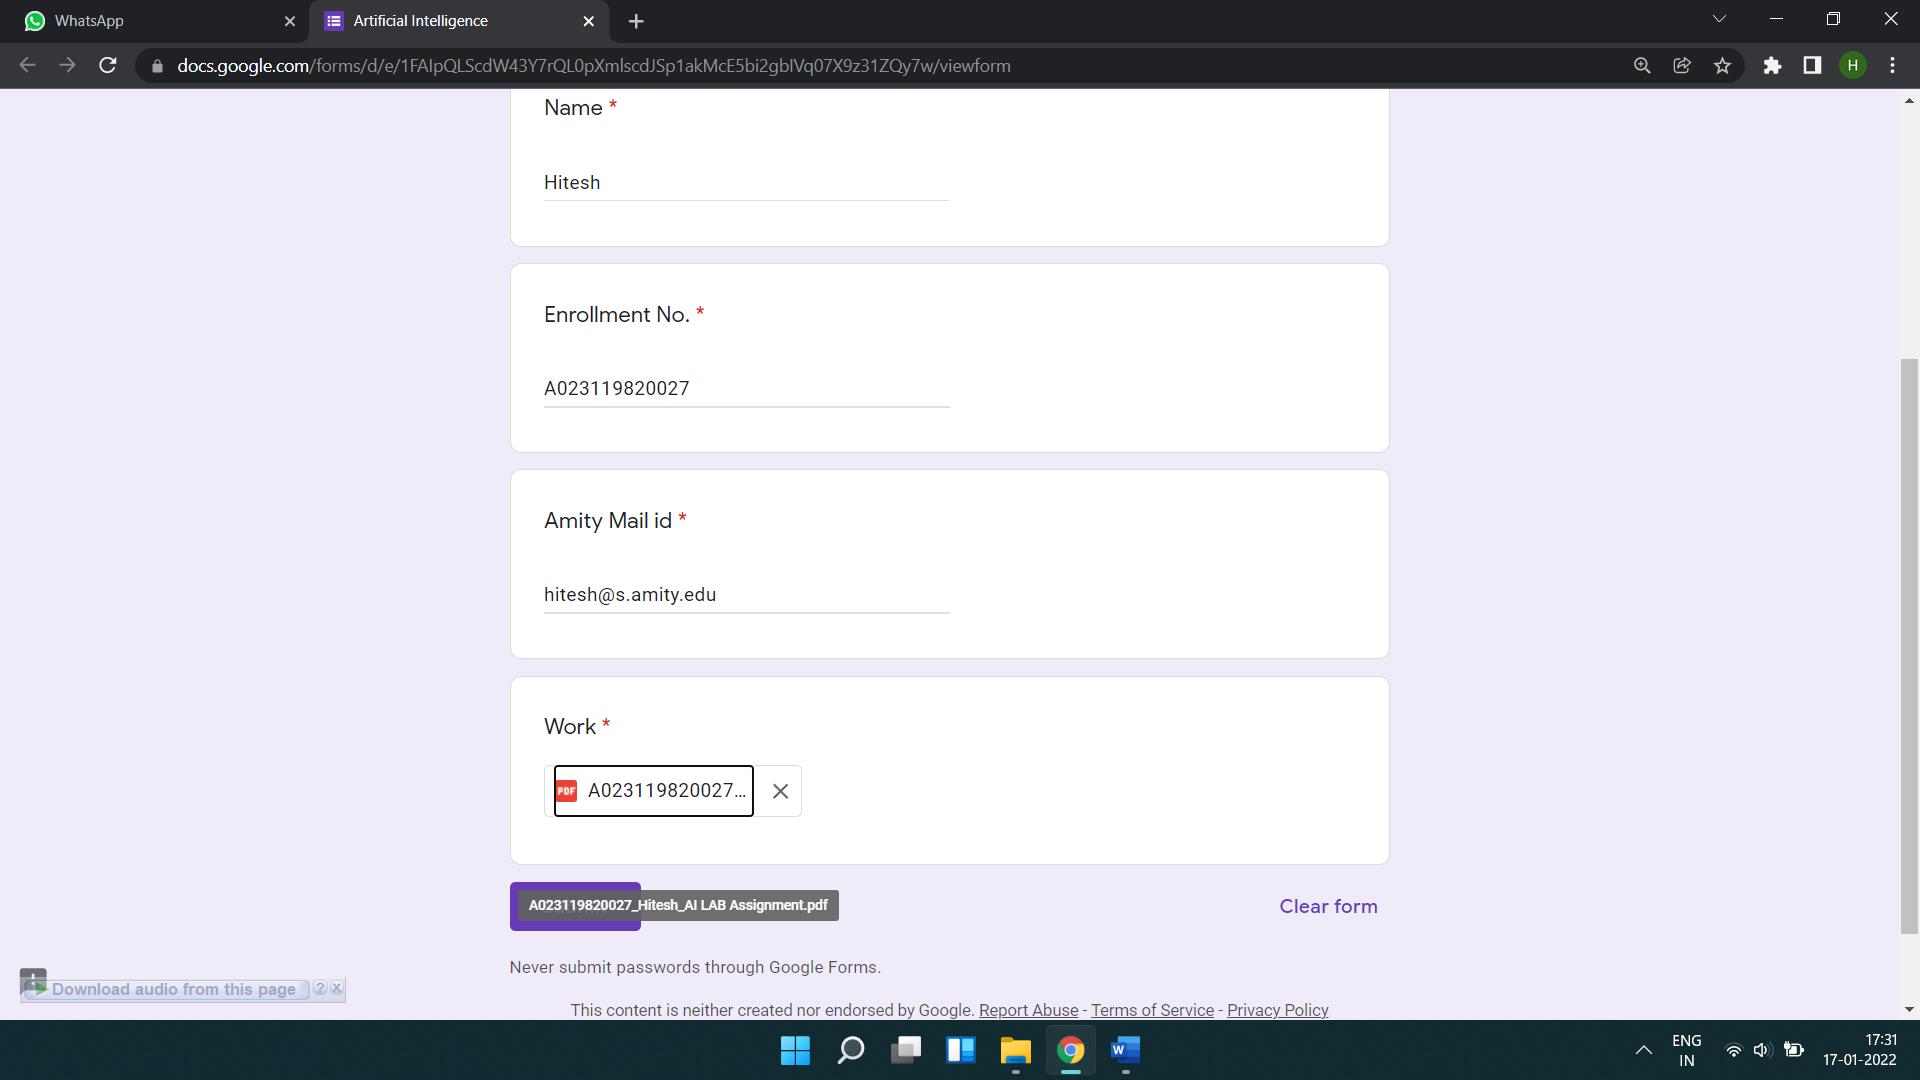 WhatsApp
Artificial Intelligence
docs.google.com/forms/d/e/1FAIpQLScdW43Y7rQL0pXmlscdJSp1akMcE5bi2gblVq07X9z31ZQy7w/viewform
H
Name *
Hitesh
Enrollment No. *
A023119820027
Amity Mail id *
hitesh@s.amity.edu
Work *
PDF A023119820027...
A023119820027_Hitesh_AI LAB Assignment.pdf
Clear form
Never submit passwords through Google Forms.
Download audio from this page ? x
This content is neither created nor endorsed by Google. Report Abuse - Terms of Service - Privacy Policy
W
ENG
IN
17:31
17-01-2022